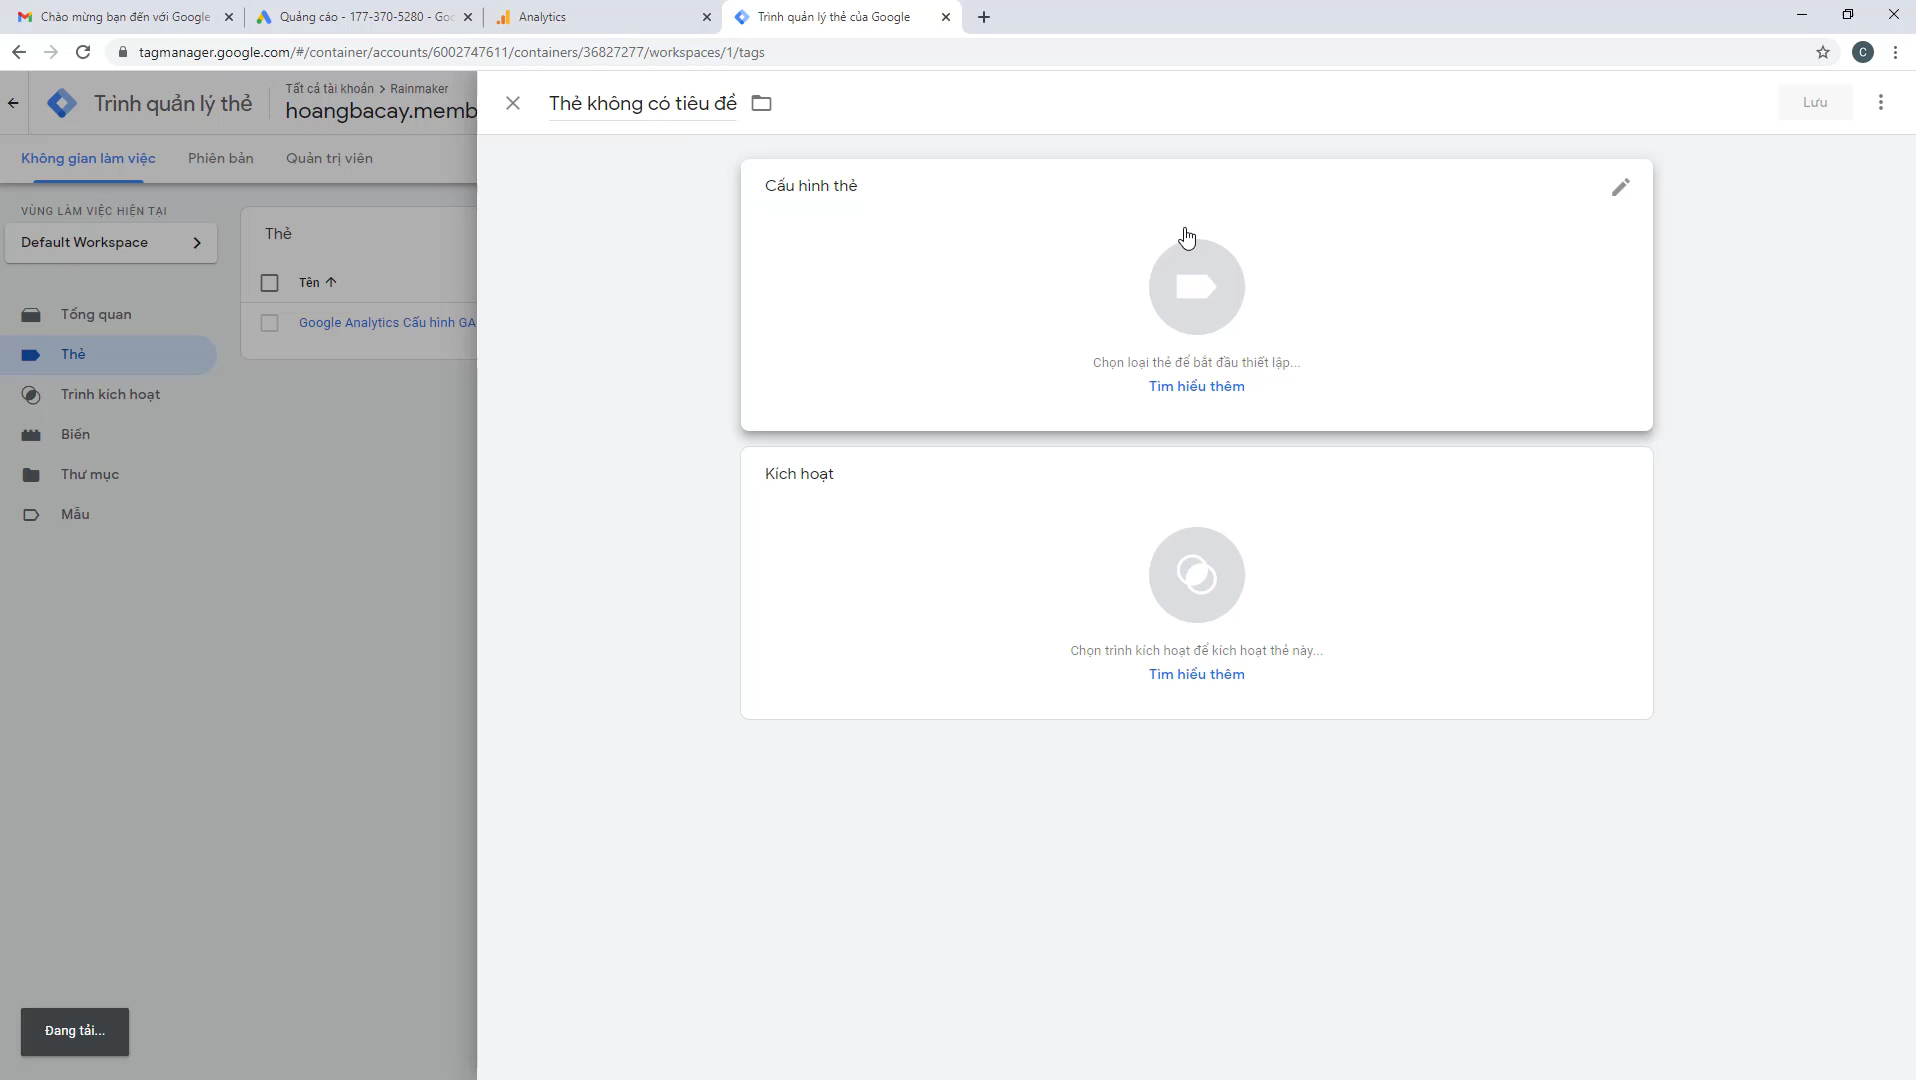 Chào mừng bạn đến với Google
Quảng cáo - 177-370-5280 - Goo
Analytics
Trình quản lý thẻ của Google
tagmanager.google.com/#/container/accounts/6002747611/containers/36827277/workspaces/1/tags
C
Trình quản lý thẻ
Tất cả tài khoản > Rainmaker
hoangbacay.memb
Thẻ không có tiêu đề
Lưu
Không gian làm việc
Phiên bản
Quản trị viên
VÙNG LÀM VIỆC HIỆN TẠI
Default Workspace
Tổng quan
Thẻ
Trình kích hoạt
Biến
Thư mục
Mẫu
Thẻ
Tên
Google Analytics Cấu hình GA
Cấu hình thẻ
Chọn loại thẻ để bắt đầu thiết lập...
Tìm hiểu thêm
Kích hoạt
Chọn trình kích hoạt để kích hoạt thẻ này...
Tìm hiểu thêm
Đang tải...